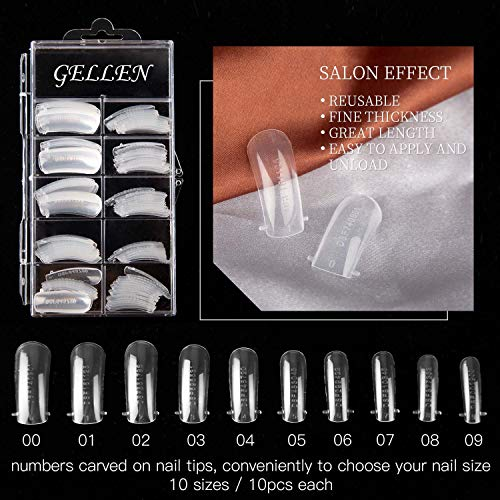 GELLEN
SALON EFFECT
• REUSABLE
• FINE THICKNESS
• GREAT LENGTH
• EASY TO APPLY AND
UNLOAD
00 01 02 03 04 05 06 07 08 09
numbers carved on nail tips, conveniently to choose your nail size
10 sizes / 10pcs each